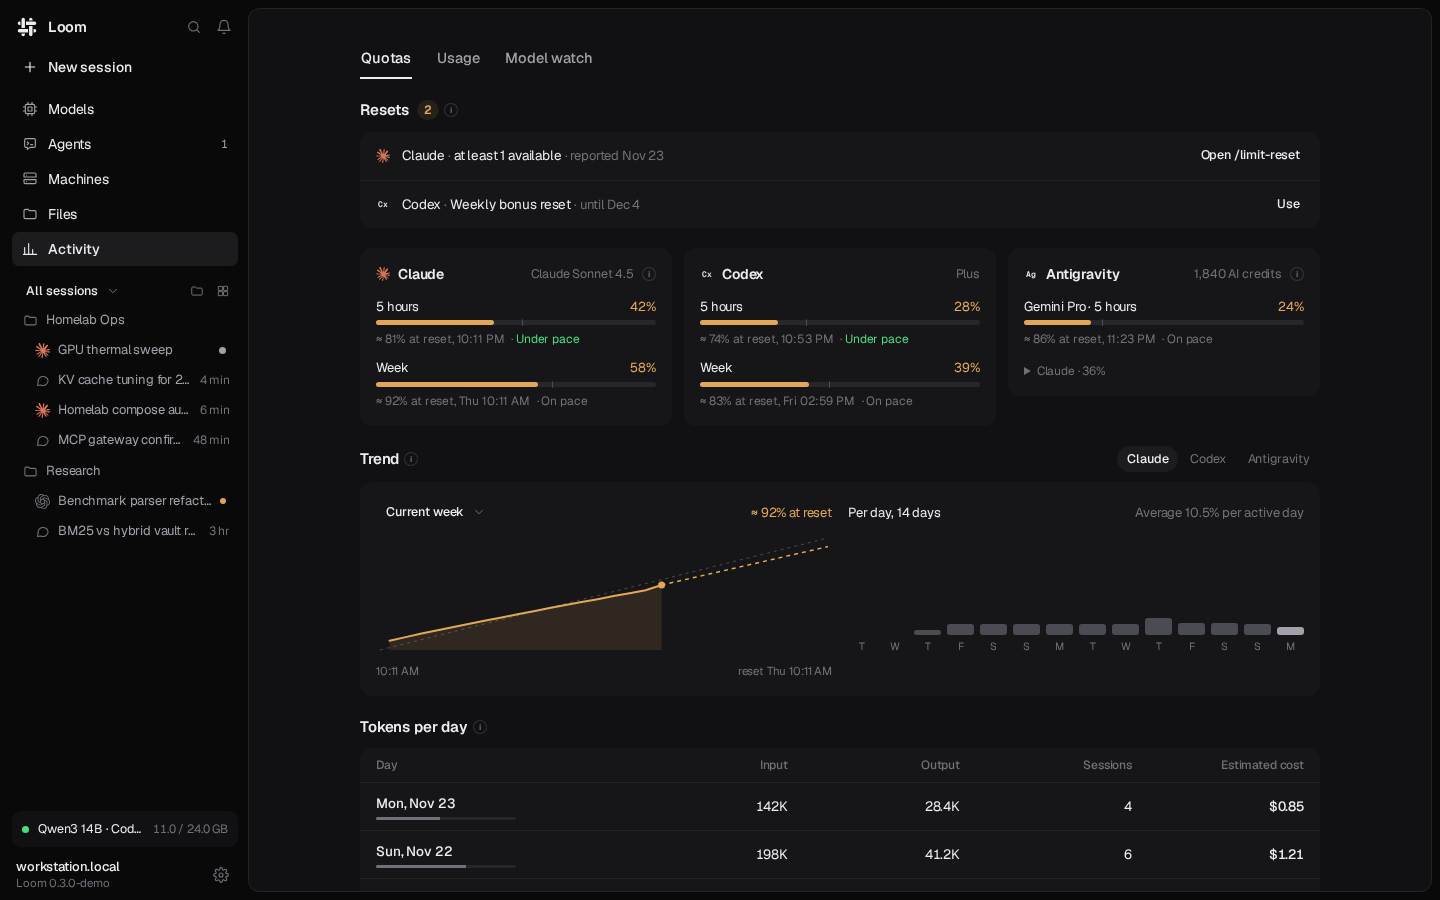 Loom
New session
Models
Agents 1
Machines
Files
Activity
All sessions
Homelab Ops
GPU thermal sweep
KV cache tuning for 2... 4 min
Homelab compose au... 6 min
MCP gateway confir... 48 min
Research
Benchmark parser refact...
BM25 vs hybrid vault r... 3 hr
Qwen3 14B · Cod... 11.0 / 24.0 GB
workstation.local
Loom 0.3.0-demo
Quotas Usage Model watch
Resets 2
Claude · at least 1 available · reported Nov 23 Open /limit-reset
Cx Codex · Weekly bonus reset · until Dec 4 Use
Claude Claude Sonnet 4.5
5 hours 42%
≈ 81% at reset, 10:11 PM · Under pace
Week 58%
≈ 92% at reset, Thu 10:11 AM · On pace
Cx Codex Plus
5 hours 28%
≈ 74% at reset, 10:53 PM · Under pace
Week 39%
≈ 83% at reset, Fri 02:59 PM · On pace
Ag Antigravity 1,840 AI credits
Gemini Pro · 5 hours 24%
≈ 86% at reset, 11:23 PM · On pace
Claude · 36%
Trend Claude Codex Antigravity
Current week ≈ 92% at reset
10:11 AM reset Thu 10:11 AM
Per day, 14 days Average 10.5% per active day
T W T F S S M T W T F S S M
Tokens per day
Day Input Output Sessions Estimated cost
Mon, Nov 23 142K 28.4K 4 $0.85
Sun, Nov 22 198K 41.2K 6 $1.21